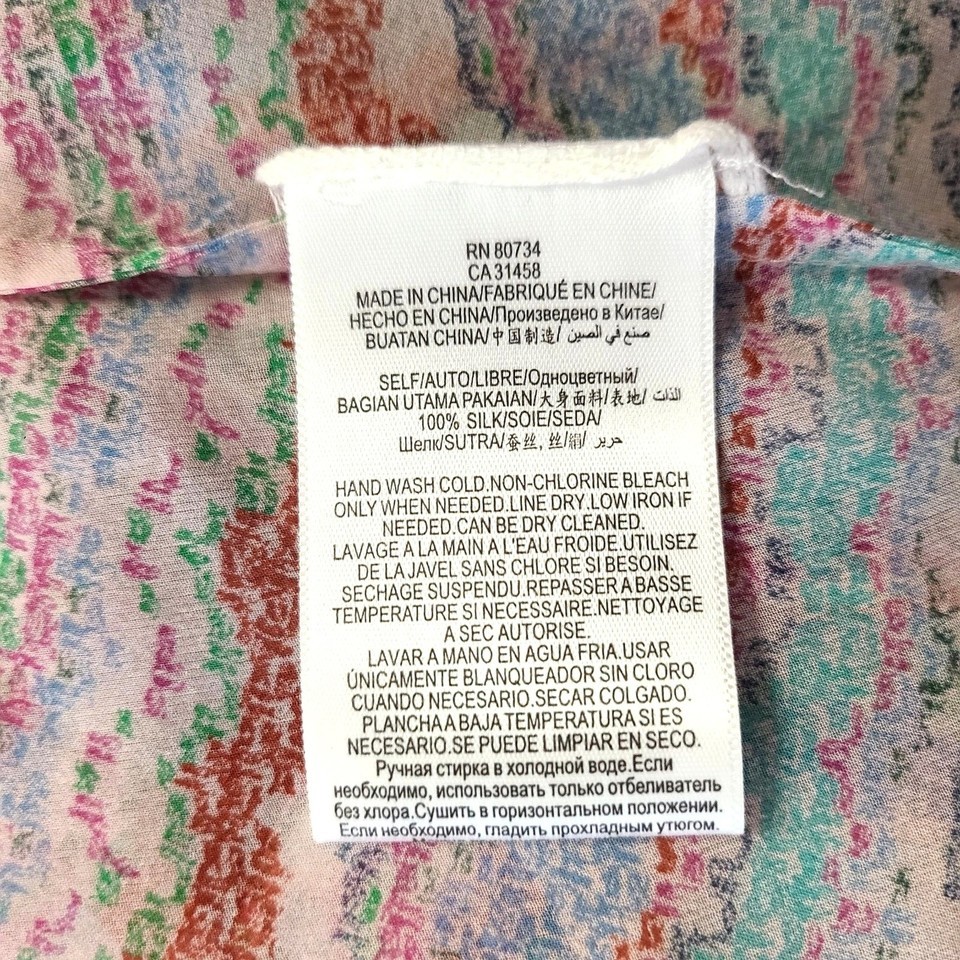 RN 80734
CA 31458
MADE IN CHINA/FABRIQUÉ EN CHINE/
HECHO EN CHINA/Произведено в Китае/
BUATAN CHINA/中国制造/ صنع في الصين
SELF/AUTO/LIBRE/Одноцветный/
BAGIAN UTAMA PAKAIAN/大身面料/表地/ الذات
100% SILK/SOIE/SEDA/
Шелк/SUTRA/蚕丝, 丝/絹/ حرير
HAND WASH COLD.NON-CHLORINE BLEACH
ONLY WHEN NEEDED.LINE DRY.LOW IRON IF
NEEDED.CAN BE DRY CLEANED.
LAVAGE A LA MAIN A L'EAU FROIDE.UTILISEZ
DE LA JAVEL SANS CHLORE SI BESOIN.
SECHAGE SUSPENDU.REPASSER A BASSE
TEMPERATURE SI NECESSAIRE.NETTOYAGE
A SEC AUTORISE.
LAVAR A MANO EN AGUA FRIA.USAR
ÚNICAMENTE BLANQUEADOR SIN CLORO
CUANDO NECESARIO.SECAR COLGADO.
PLANCHA A BAJA TEMPERATURA SI ES
NECESARIO.SE PUEDE LIMPIAR EN SECO.
Ручная стирка в холодной воде.Если
необходимо, использовать только отбеливатель
без хлора.Сушить в горизонтальном положении.
Если необходимо, гладить прохладным утюгом.